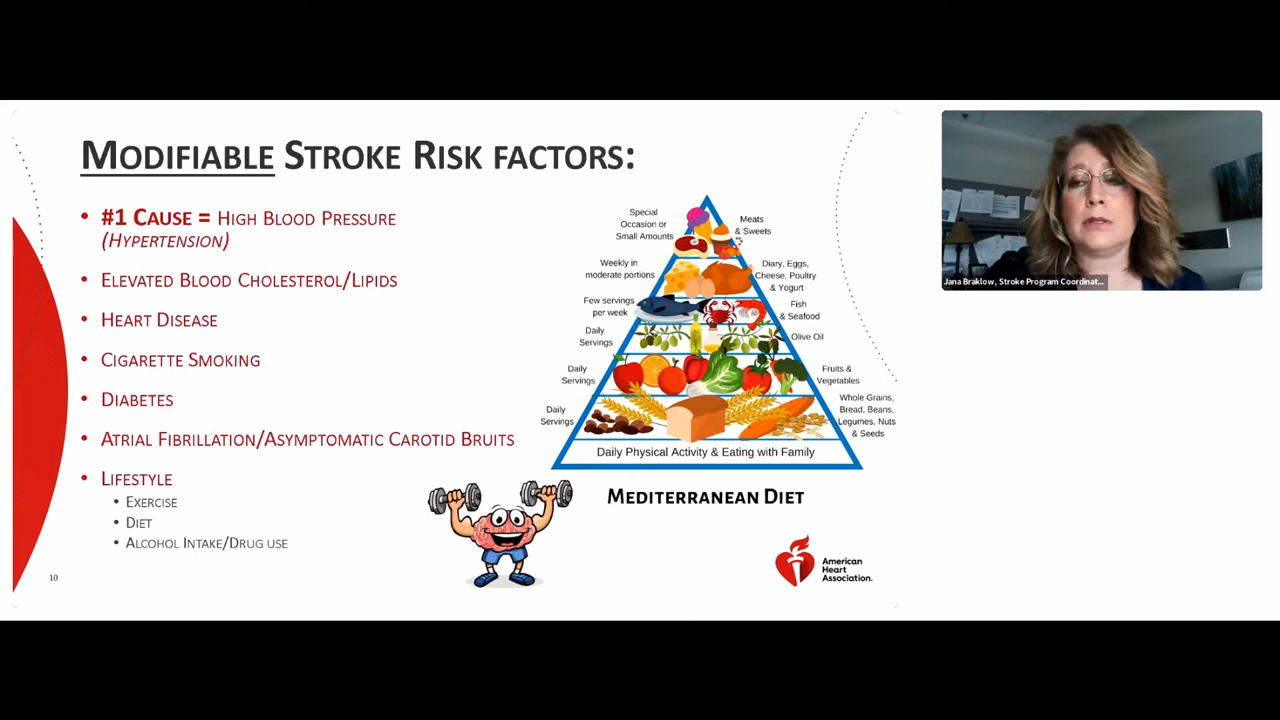 MODIFIABLE STROKE RISK FACTORS:
#1 CAUSE = HIGH BLOOD PRESSURE
(HYPERTENSION)
ELEVATED BLOOD CHOLESTEROL/LIPIDS
HEART DISEASE
CIGARETTE SMOKING
DIABETES
ATRIAL FIBRILLATION/ASYMPTOMATIC CAROTID BRUITS
LIFESTYLE
EXERCISE
DIET
ALCOHOL INTAKE/DRUG USE
10
Special
Occasion or
Small Amounts
Meats
& Sweets
Weekly in
moderate portions
Diary, Eggs,
Cheese, Poultry
& Yogurt
Few servings
per week
Fish
& Seafood
Daily
Servings
Olive Oil
Daily
Servings
Fruits &
Vegetables
Daily
Servings
Whole Grains,
Bread, Beans,
Legumes, Nuts
& Seeds
Daily Physical Activity & Eating with Family
MEDITERRANEAN DIET
American
Heart
Association.
Jana Braklow, Stroke Program Coordinat...